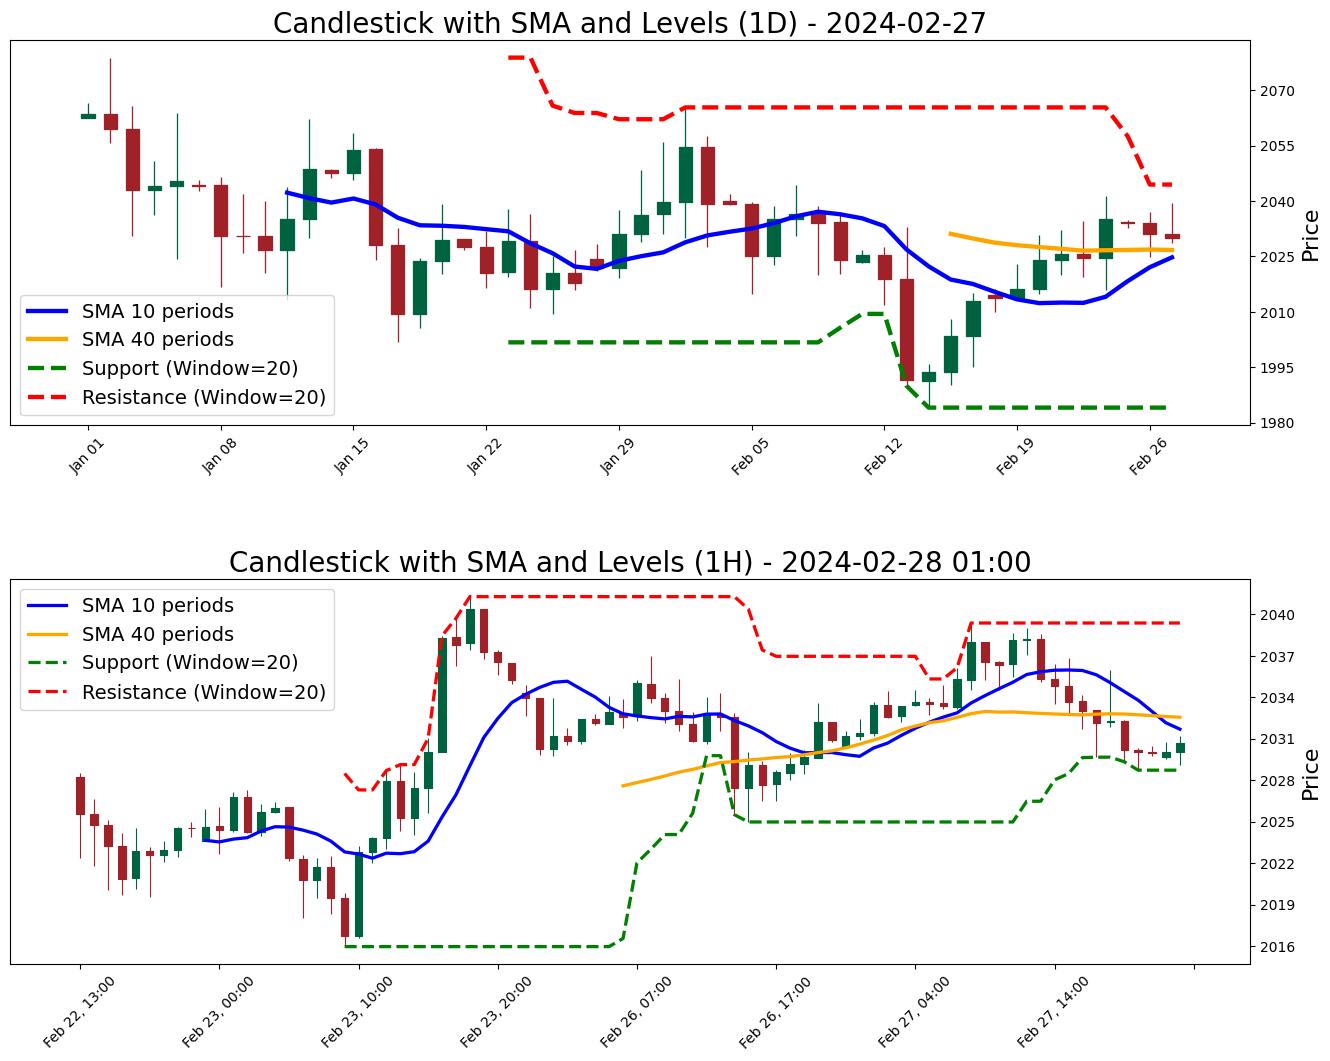 Candlestick with SMA and Levels (1D) - 2024-02-27
SMA 10 periods
SMA 40 periods
Support (Window=20)
Resistance (Window=20)
2070
2055
2040
2025
2010
1995
1980
Price
Jan 01
Jan 08
Jan 15
Jan 22
Jan 29
Feb 05
Feb 12
Feb 19
Feb 26
Candlestick with SMA and Levels (1H) - 2024-02-28 01:00
SMA 10 periods
SMA 40 periods
Support (Window=20)
Resistance (Window=20)
2040
2037
2034
2031
2028
2025
2022
2019
2016
Price
Feb 22, 13:00
Feb 23, 00:00
Feb 23, 10:00
Feb 23, 20:00
Feb 26, 07:00
Feb 26, 17:00
Feb 27, 04:00
Feb 27, 14:00